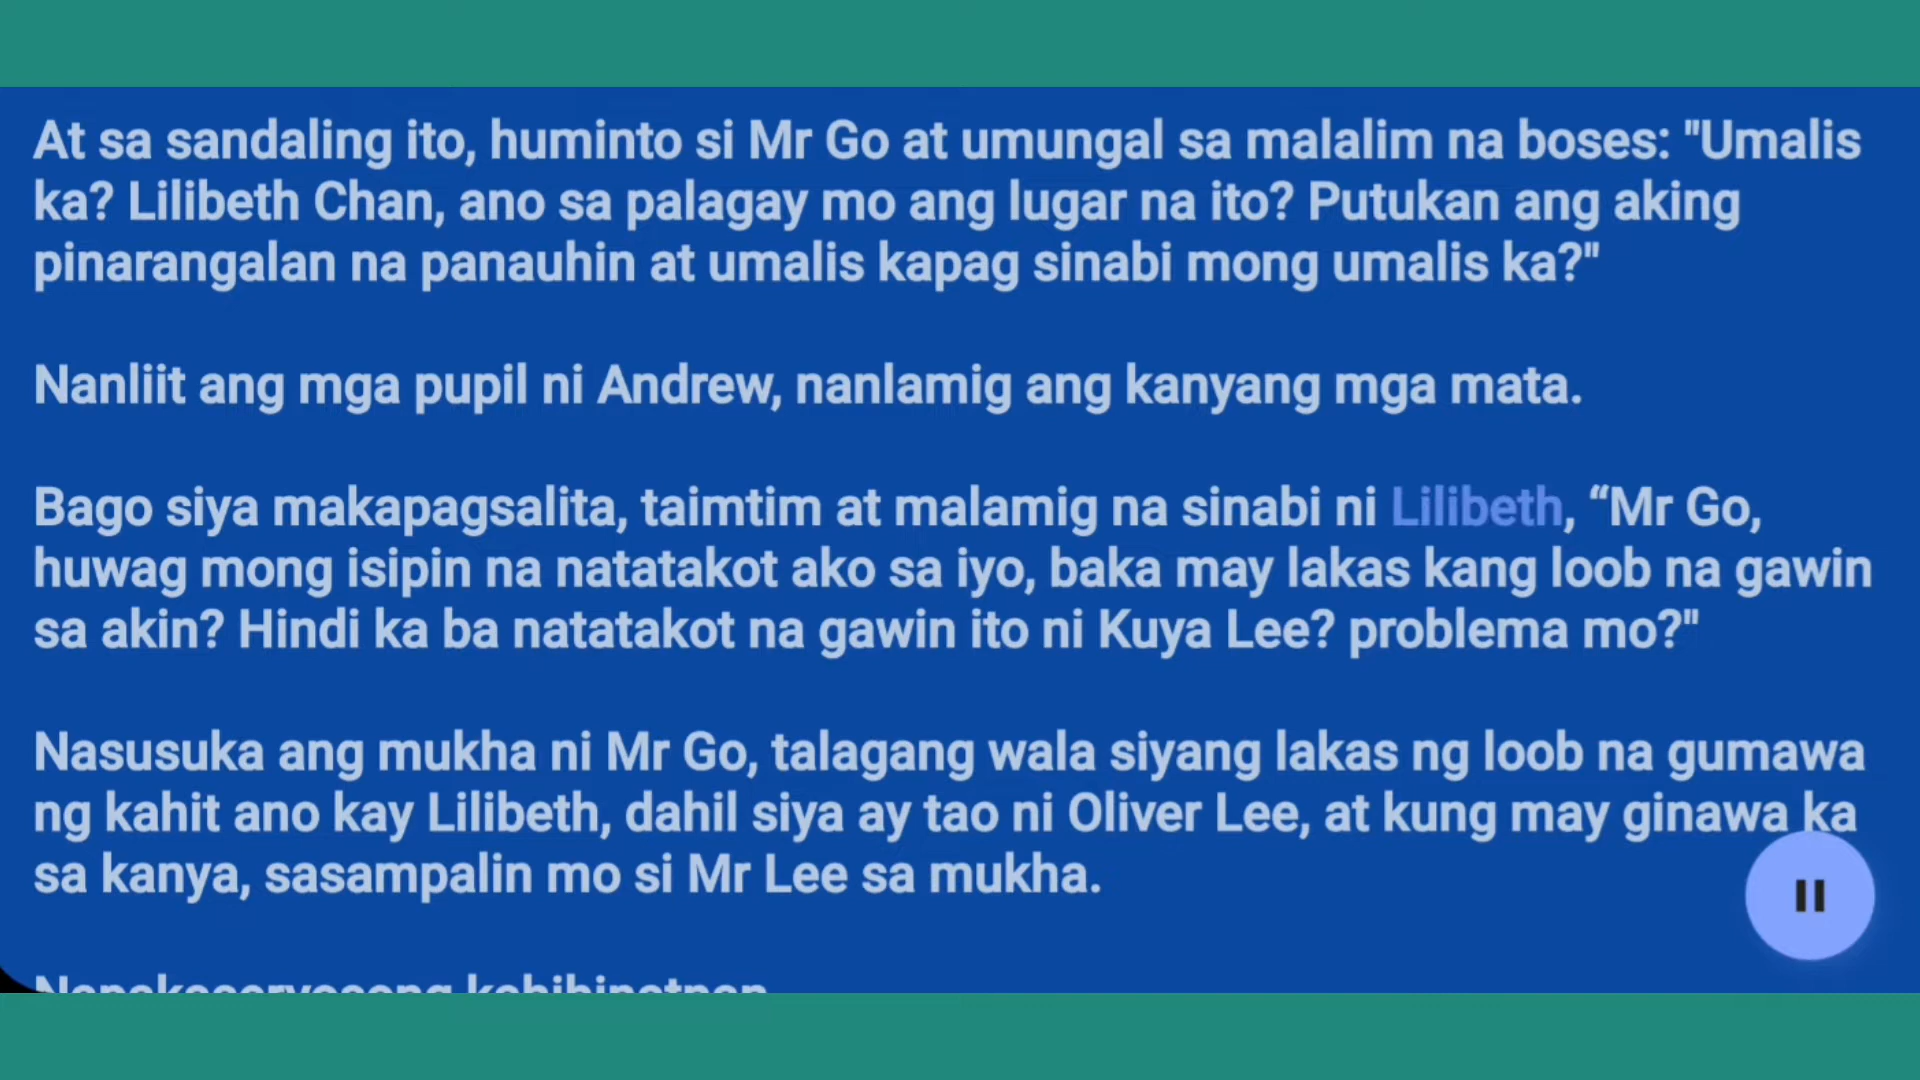 At sa sandaling ito, huminto si Mr Go at umungal sa malalim na boses: "Umalis
ka? Lilibeth Chan, ano sa palagay mo ang lugar na ito? Putukan ang aking
pinarangalan na panauhin at umalis kapag sinabi mong umalis ka?"
Nanliit ang mga pupil ni Andrew, nanlamig ang kanyang mga mata.
Bago siya makapagsalita, taimtim at malamig na sinabi ni Lilibeth, “Mr Go,
huwag mong isipin na natatakot ako sa iyo, baka may lakas kang loob na gawin
sa akin? Hindi ka ba natatakot na gawin ito ni Kuya Lee? problema mo?"
Nasusuka ang mukha ni Mr Go, talagang wala siyang lakas ng loob na gumawa
ng kahit ano kay Lilibeth, dahil siya ay tao ni Oliver Lee, at kung may ginawa ka
sa kanya, sasampalin mo si Mr Lee sa mukha.